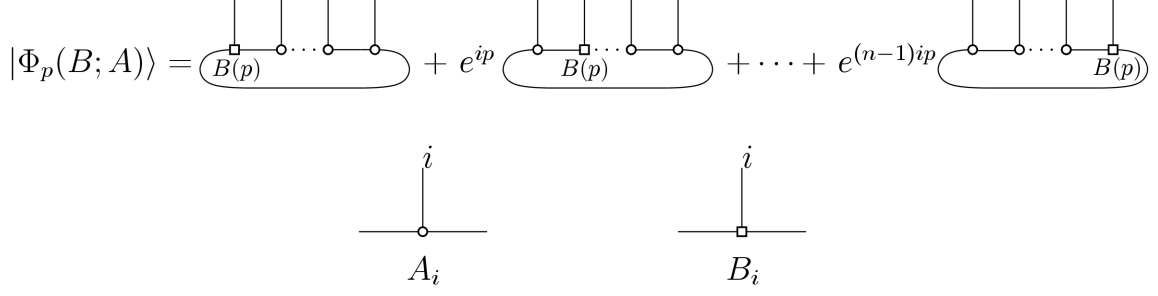 |Φ_p(B; A)⟩ = + e^{ip} + ··· + e^{(n−1)ip}
B(p) ··· B(p) ··· ··· B(p)
i i
A_i B_i